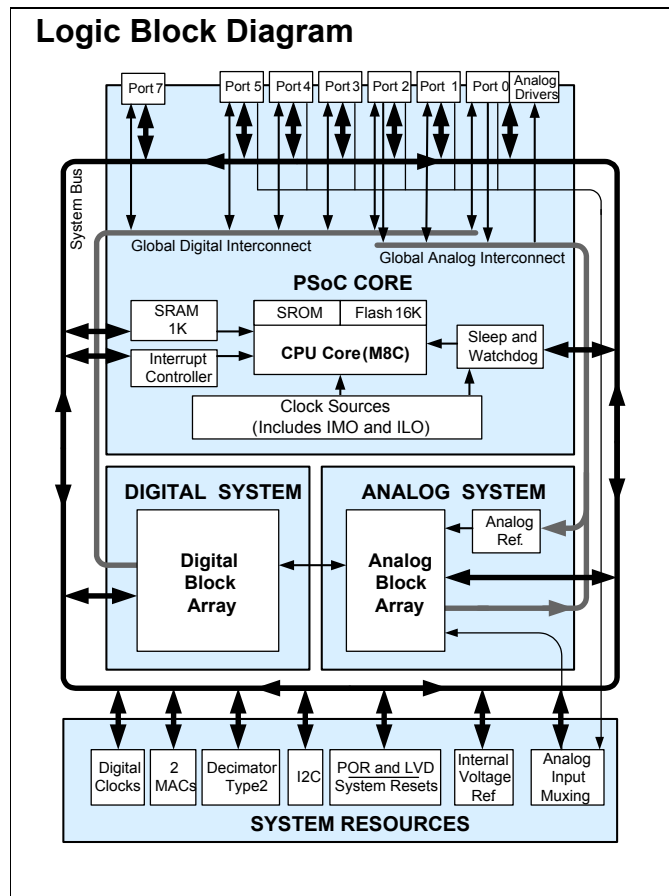 Logic Block Diagram
Port 7
Port 5
Port 4
Port 3
Port 2
Port 1
Port 0
Analog
Drivers
System Bus
Global Digital Interconnect
Global Analog Interconnect
PSoC CORE
SRAM
1K
SROM
Flash 16K
CPU Core (M8C)
Sleep and
Watchdog
Interrupt
Controller
Clock Sources
(Includes IMO and ILO)
DIGITAL SYSTEM
ANALOG SYSTEM
Digital
Block
Array
Analog
Block
Array
Analog
Ref.
Digital
Clocks
2
MACs
Decimator
Type2
I2C
POR and LVD
System Resets
Internal
Voltage
Ref
Analog
Input
Muxing
SYSTEM RESOURCES